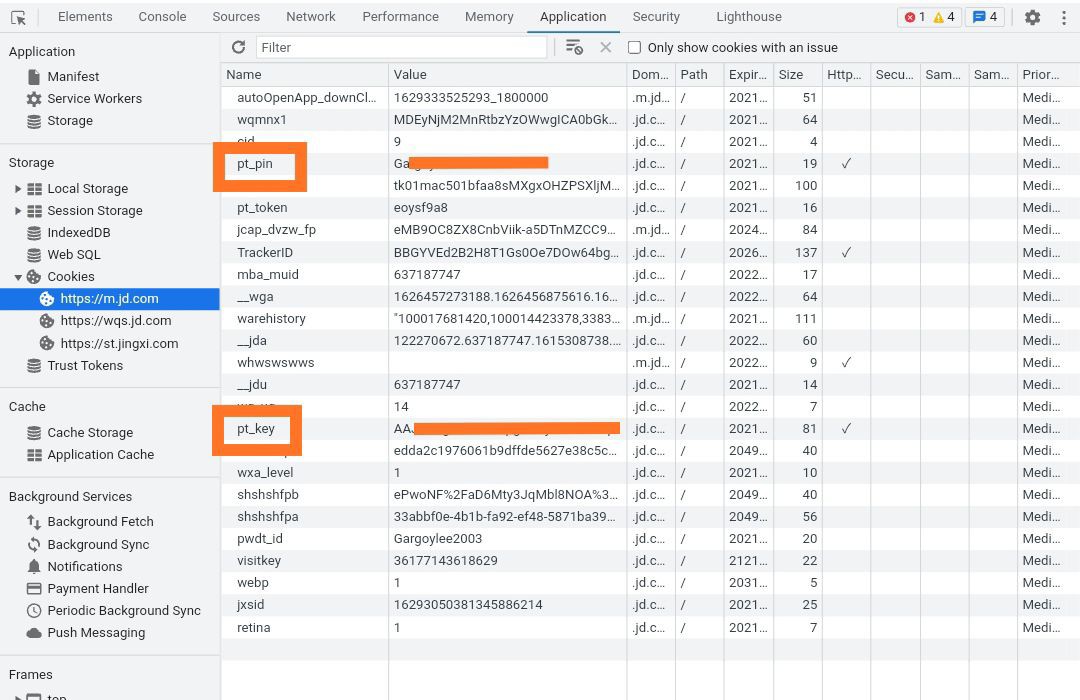 Elements Console Sources Network Performance Memory Application Security Lighthouse 1 4 4
Application
Manifest
Service Workers
Storage
Storage
Local Storage
Session Storage
IndexedDB
Web SQL
Cookies
https://m.jd.com
https://wqs.jd.com
https://st.jingxi.com
Trust Tokens
Cache
Cache Storage
Application Cache
Background Services
Background Fetch
Background Sync
Notifications
Payment Handler
Periodic Background Sync
Push Messaging
Frames
top
Filter Only show cookies with an issue
Name Value Dom... Path Expir... Size Http... Secu... Sam... Sam... Prior...
autoOpenApp_downCl... 1629333525293_1800000 .m.jd... / 2021... 51 Medi...
wqmnx1 MDEyNjM2MnRtbzYzOWwgICA0bGk... .jd.c... / 2021... 64 Medi...
cid 9 .jd.c... / 2021... 4 Medi...
pt_pin Ga .jd.c... / 2021... 19 ✓ Medi...
tk01mac501bfaa8sMXgxOHZPSXljM... .jd.c... / 2021... 100 Medi...
pt_token eoysf9a8 .jd.c... / 2021... 16 Medi...
jcap_dvzw_fp eMB9OC8ZX8CnbViik-a5DTnMZCC9... .m.jd... / 2024... 84 Medi...
TrackerID BBGYVEd2B2H8T1Gs0Oe7DOw64bg... .jd.c... / 2026... 137 ✓ Medi...
mba_muid 637187747 .jd.c... / 2022... 17 Medi...
__wga 1626457273188.1626456875616.16... .jd.c... / 2022... 64 Medi...
warehistory "100017681420,100014423378,3383... .m.jd... / 2021... 111 Medi...
__jda 122270672.637187747.1615308738.... .jd.c... / 2022... 60 Medi...
whwswswws .m.jd... / 2022... 9 ✓ Medi...
__jdu 637187747 .jd.c... / 2021... 14 Medi...
14 .jd.c... / 2022... 7 Medi...
pt_key AA .jd.c... / 2021... 81 ✓ Medi...
edda2c1976061b9dffde5627e38c5c... .jd.c... / 2049... 40 Medi...
wxa_level 1 .jd.c... / 2021... 10 Medi...
shshshfpb ePwoNF%2FaD6Mty3JqMbl8NOA%3... .jd.c... / 2049... 40 Medi...
shshshfpa 33abbf0e-4b1b-fa92-ef48-5871ba39... .jd.c... / 2049... 56 Medi...
pwdt_id Gargoylee2003 .jd.c... / 2021... 20 Medi...
visitkey 36177143618629 .jd.c... / 2121... 22 Medi...
webp 1 .jd.c... / 2031... 5 Medi...
jxsid 16293050381345886214 .jd.c... / 2021... 25 Medi...
retina 1 .jd.c... / 2021... 7 Medi...